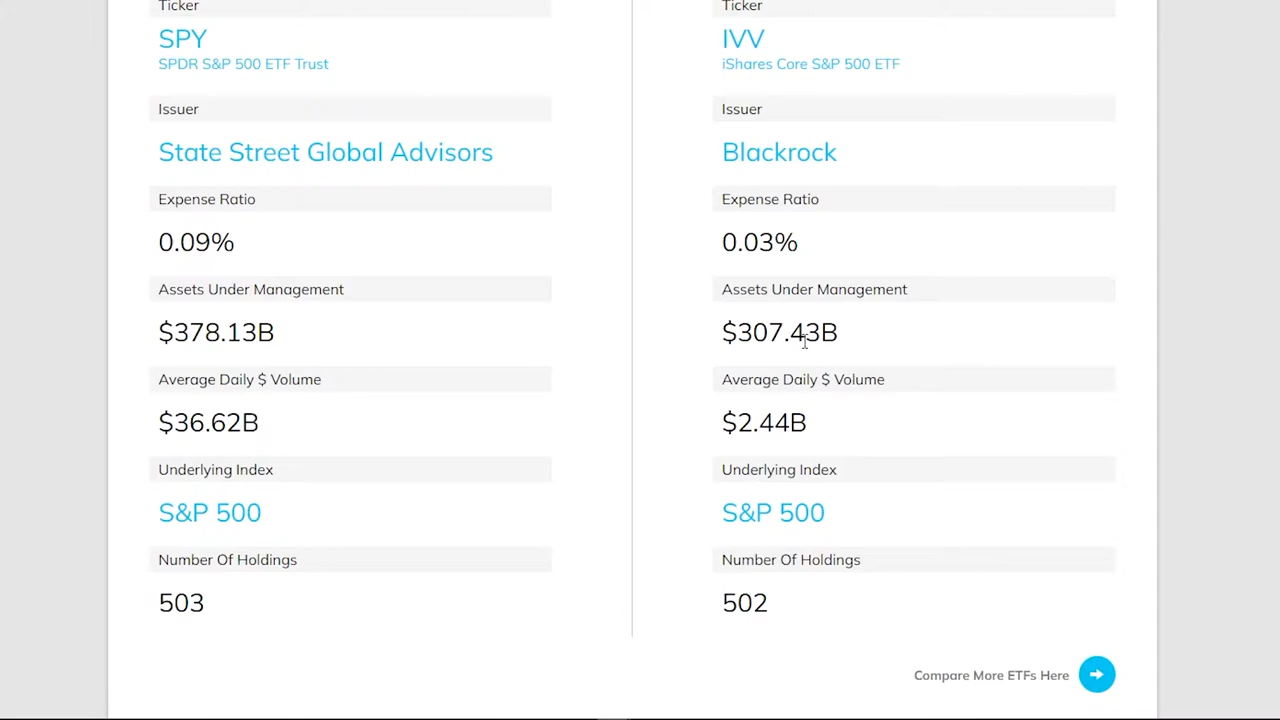 Ticker
SPY
SPDR S&P 500 ETF Trust
Issuer
State Street Global Advisors
Expense Ratio
0.09%
Assets Under Management
$378.13B
Average Daily $ Volume
$36.62B
Underlying Index
S&P 500
Number Of Holdings
503
Ticker
IVV
iShares Core S&P 500 ETF
Issuer
Blackrock
Expense Ratio
0.03%
Assets Under Management
$307.43B
Average Daily $ Volume
$2.44B
Underlying Index
S&P 500
Number Of Holdings
502
Compare More ETFs Here